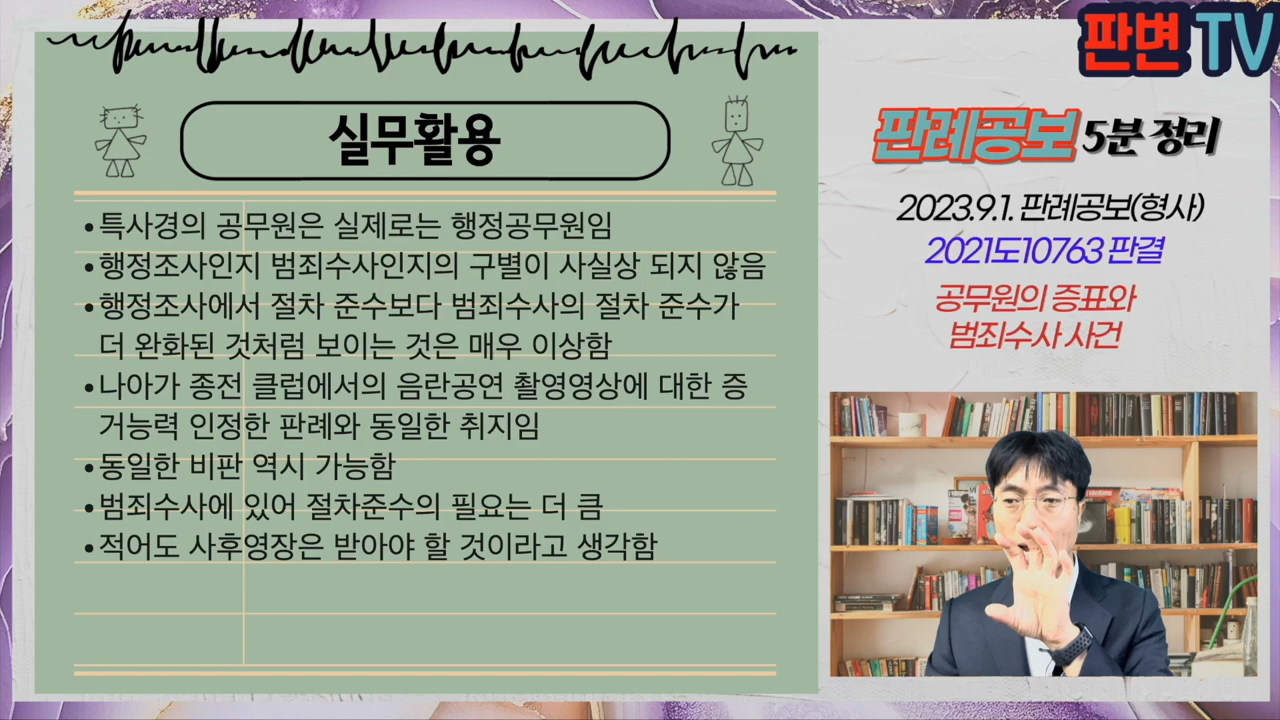 판변 TV
실무활용
•특사경의 공무원은 실제로는 행정공무원임
•행정조사인지 범죄수사인지의 구별이 사실상 되지 않음
•행정조사에서 절차 준수보다 범죄수사의 절차 준수가
더 완화된 것처럼 보이는 것은 매우 이상함
•나아가 종전 클럽에서의 음란공연 촬영영상에 대한 증
거능력 인정한 판례와 동일한 취지임
•동일한 비판 역시 가능함
•범죄수사에 있어 절차준수의 필요는 더 큼
•적어도 사후영장은 받아야 할 것이라고 생각함
판례공보 5분 정리
2023.9.1. 판례공보(형사)
2021도10763 판결
공무원의 증표와
범죄수사 사건